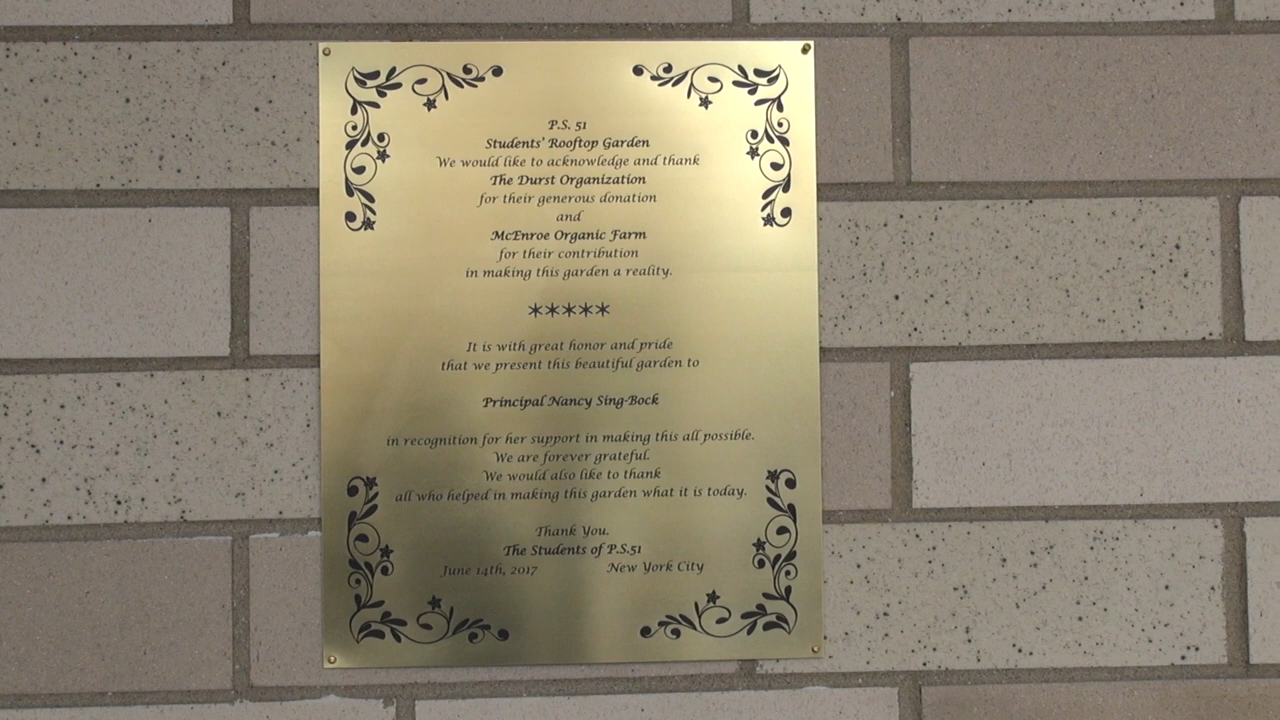 P.S. 51
Students' Rooftop Garden
We would like to acknowledge and thank
The Durst Organization
for their generous donation
and
McEnroe Organic Farm
for their contribution
in making this garden a reality.
*****
It is with great honor and pride
that we present this beautiful garden to
Principal Nancy Sing-Bock
in recognition for her support in making this all possible.
We are forever grateful.
We would also like to thank
all who helped in making this garden what it is today.
Thank You.
The Students of P.S.51
June 14th, 2017 New York City